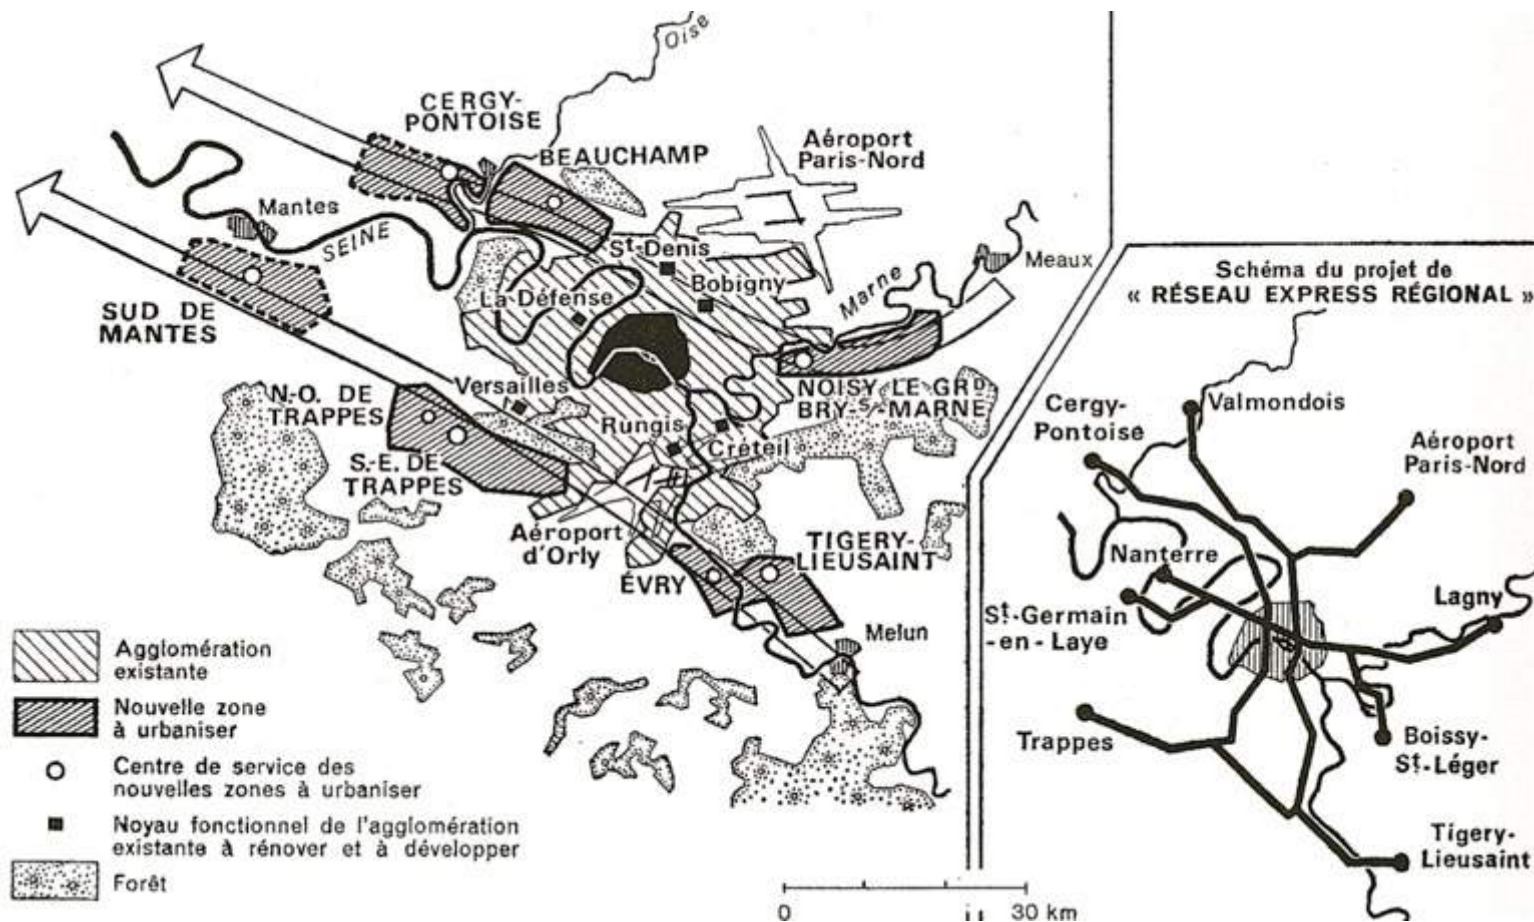 Oise
CERGY-
PONTOISE
BEAUCHAMP
Aéroport
Paris-Nord
Mantes
SEINE
St-Denis
Bobigny
Marne
Meaux
La Défense
SUD DE
MANTES
Versailles
N.-O. DE
TRAPPES
Rungis
NOISY-LE-GRD
BRY-S/-MARNE
Créteil
S.-E. DE
TRAPPES
Aéroport
d'Orly
TIGERY-
LIEUSAINT
ÉVRY
Melun
Agglomération
existante
Nouvelle zone
à urbaniser
Centre de service des
nouvelles zones à urbaniser
Noyau fonctionnel de l'agglomération
existante à rénover et à développer
Forêt
0 30 km
Schéma du projet de
« RÉSEAU EXPRESS RÉGIONAL »
Cergy-
Pontoise
Valmondois
Aéroport
Paris-Nord
Nanterre
St-Germain
-en-Laye
Lagny
Trappes
Boissy-
St-Léger
Tigery-
Lieusaint